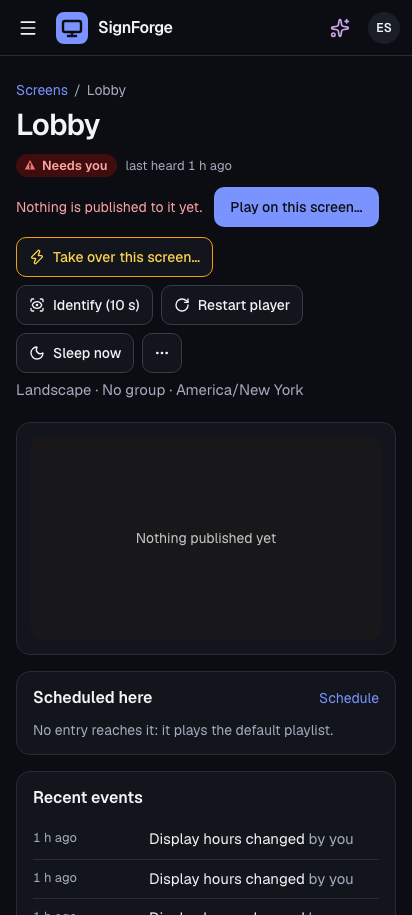 SignForge
ES
Screens / Lobby
Lobby
Needs you last heard 1 h ago
Nothing is published to it yet. Play on this screen...
Take over this screen...
Identify (10 s) Restart player
Sleep now ...
Landscape · No group · America/New York
Nothing published yet
Scheduled here Schedule
No entry reaches it: it plays the default playlist.
Recent events
1 h ago Display hours changed by you
1 h ago Display hours changed by you